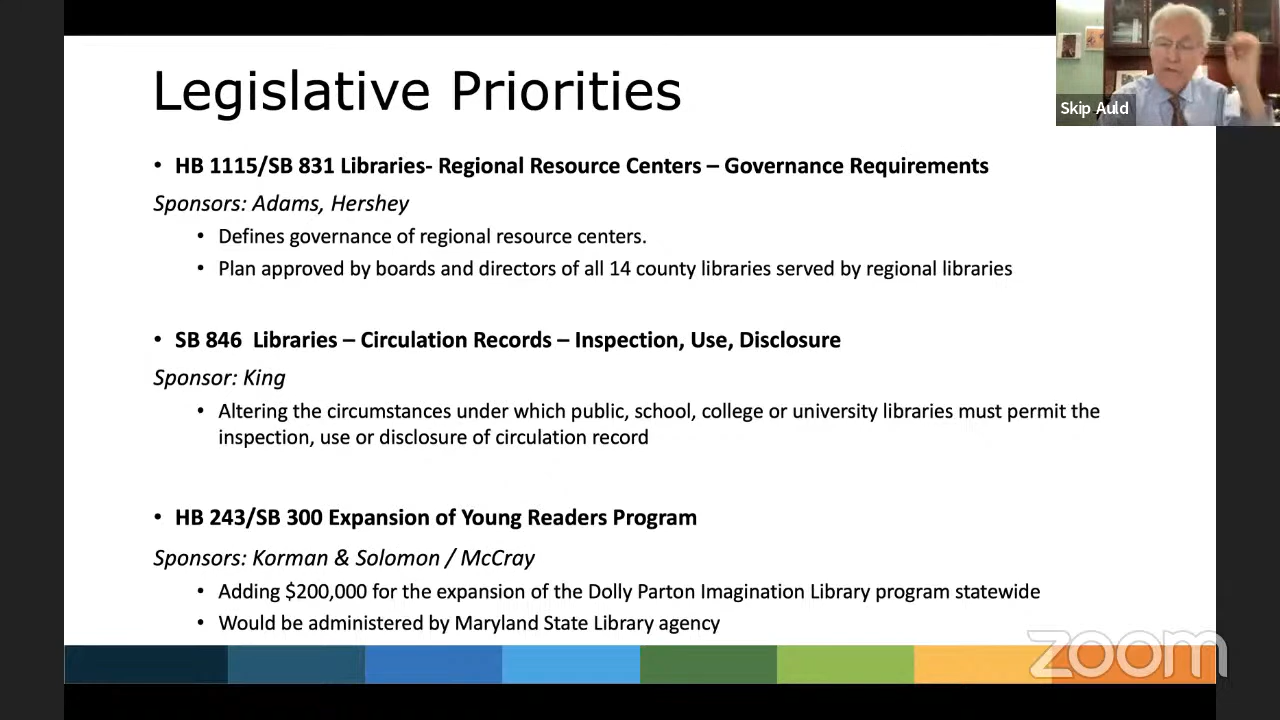 Legislative Priorities
Skip Auld
• HB 1115/SB 831 Libraries- Regional Resource Centers – Governance Requirements
Sponsors: Adams, Hershey
• Defines governance of regional resource centers.
• Plan approved by boards and directors of all 14 county libraries served by regional libraries
• SB 846  Libraries – Circulation Records – Inspection, Use, Disclosure
Sponsor: King
• Altering the circumstances under which public, school, college or university libraries must permit the
inspection, use or disclosure of circulation record
• HB 243/SB 300 Expansion of Young Readers Program
Sponsors: Korman & Solomon / McCray
• Adding $200,000 for the expansion of the Dolly Parton Imagination Library program statewide
• Would be administered by Maryland State Library agency
zoom